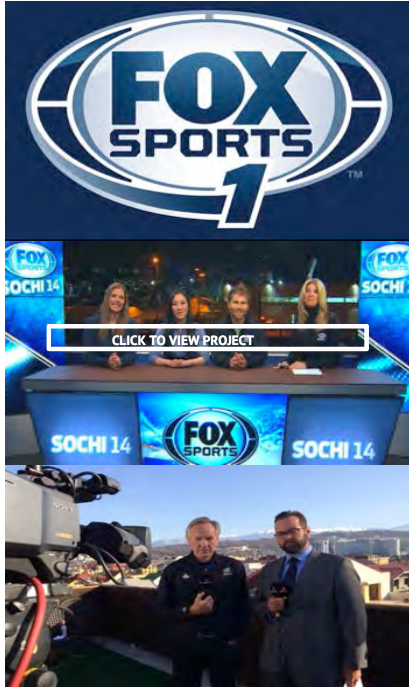 FOX
SPORTS
1
TM
FOX
SPORTS
SOCHI 14
FOX
SPORTS
SOCHI
CLICK TO VIEW PROJECT
SOCHI 14
FOX
SPORTS
SOCHI 14
SONY